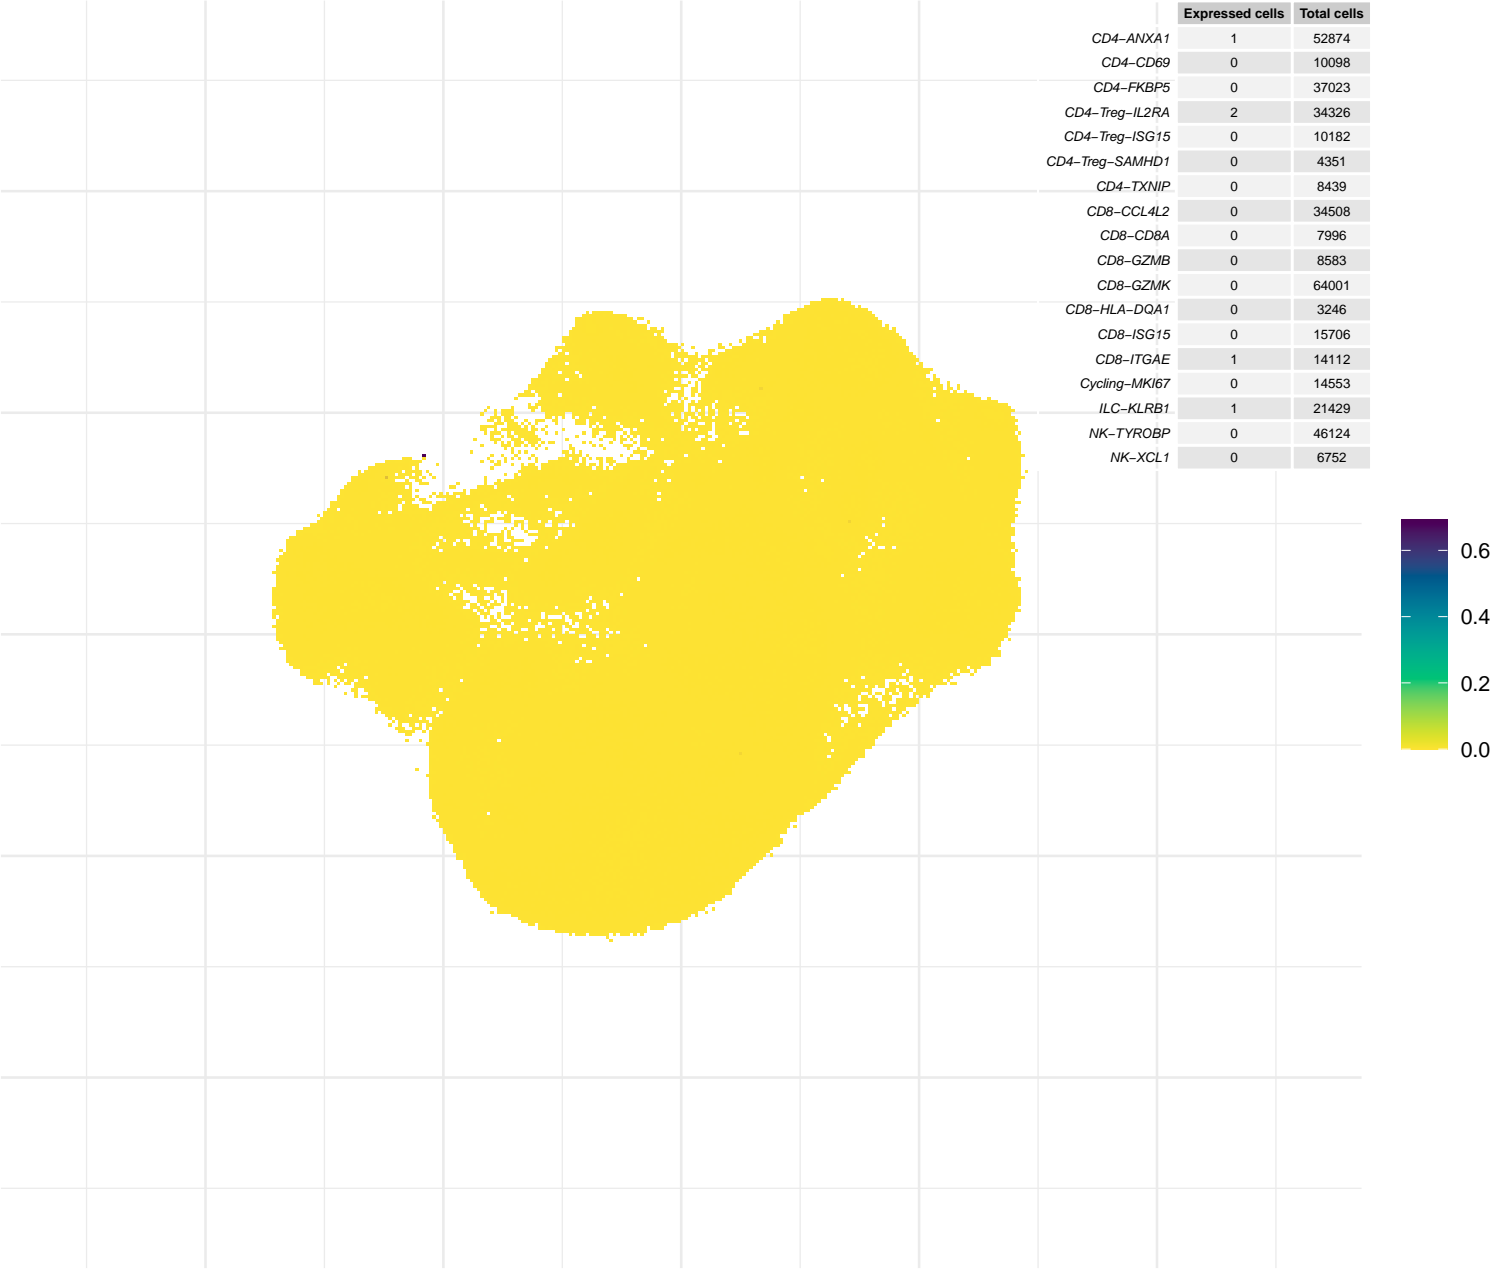 Expressed cells Total cells
CD4−ANXA1 1 52874
CD4−CD69 0 10098
CD4−FKBP5 0 37023
CD4−Treg−IL2RA 2 34326
CD4−Treg−ISG15 0 10182
CD4−Treg−SAMHD1 0 4351
CD4−TXNIP 0 8439
CD8−CCL4L2 0 34508
CD8−CD8A 0 7996
CD8−GZMB 0 8583
CD8−GZMK 0 64001
CD8−HLA−DQA1 0 3246
CD8−ISG15 0 15706
CD8−ITGAE 1 14112
Cycling−MKI67 0 14553
ILC−KLRB1 1 21429
NK−TYROBP 0 46124
NK−XCL1 0 6752
0.6
0.4
0.2
0.0